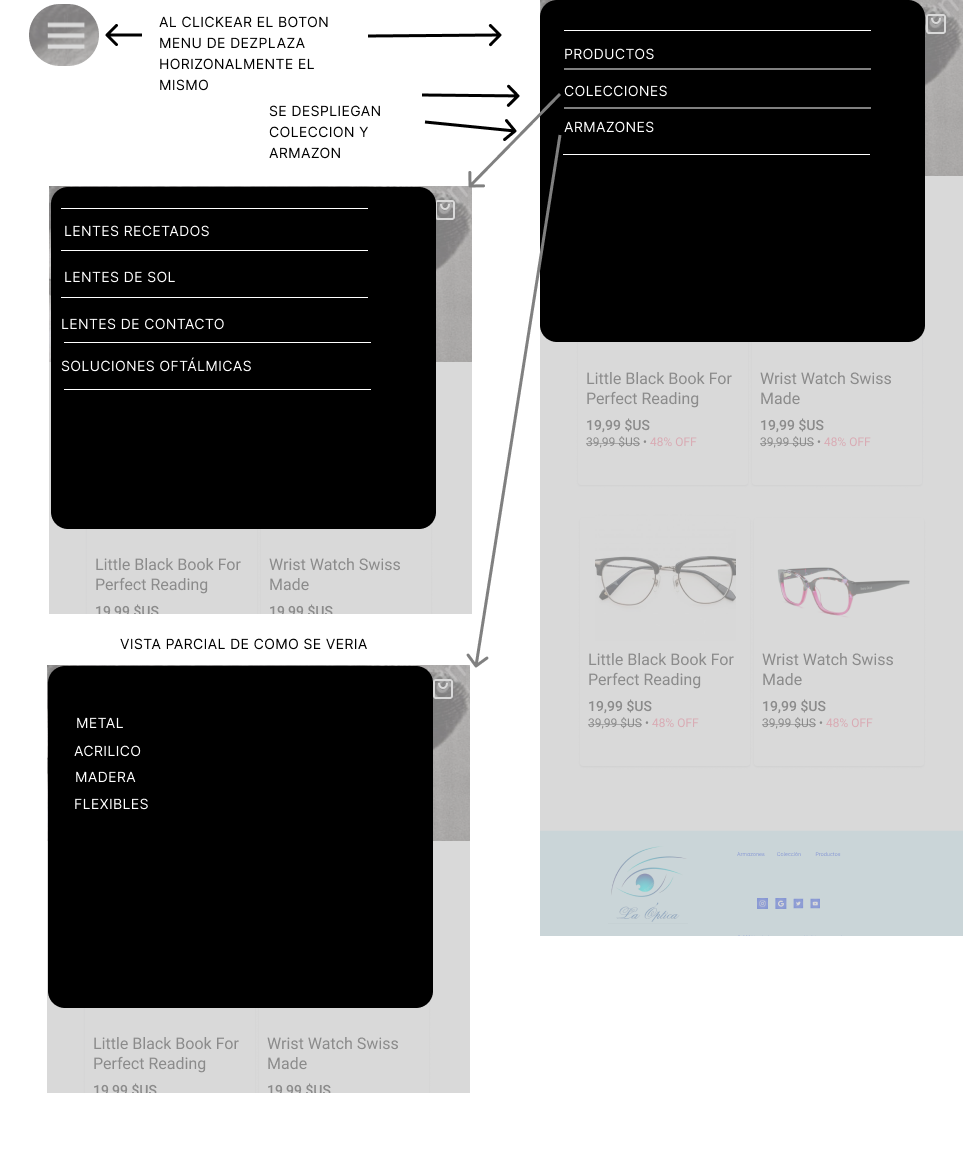 AL CLICKEAR EL BOTON
MENU DE DEZPLAZA
HORIZONALMENTE EL
MISMO
SE DESPLIEGAN
COLECCION Y
ARMAZON
PRODUCTOS
COLECCIONES
ARMAZONES
LENTES RECETADOS
LENTES DE SOL
LENTES DE CONTACTO
SOLUCIONES OFTÁLMICAS
Little Black Book For
Perfect Reading
19,99 $US
Wrist Watch Swiss
Made
19,99 $US
VISTA PARCIAL DE COMO SE VERIA
METAL
ACRILICO
MADERA
FLEXIBLES
Little Black Book For
Perfect Reading
19,99 $US
Wrist Watch Swiss
Made
19,99 $US
Little Black Book For
Perfect Reading
19,99 $US
39,99 $US • 48% OFF
Wrist Watch Swiss
Made
19,99 $US
39,99 $US • 48% OFF
Little Black Book For
Perfect Reading
19,99 $US
39,99 $US • 48% OFF
Wrist Watch Swiss
Made
19,99 $US
39,99 $US • 48% OFF
La Óptica
Armazones Colección Productos